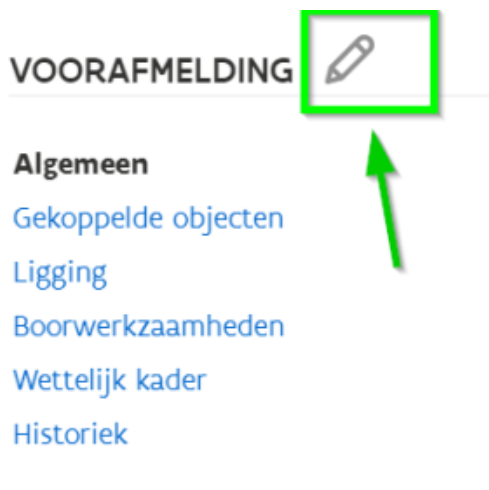 VOORAFMELDING
Algemeen
Gekoppelde objecten
Ligging
Boorwerkzaamheden
Wettelijk kader
Historiek